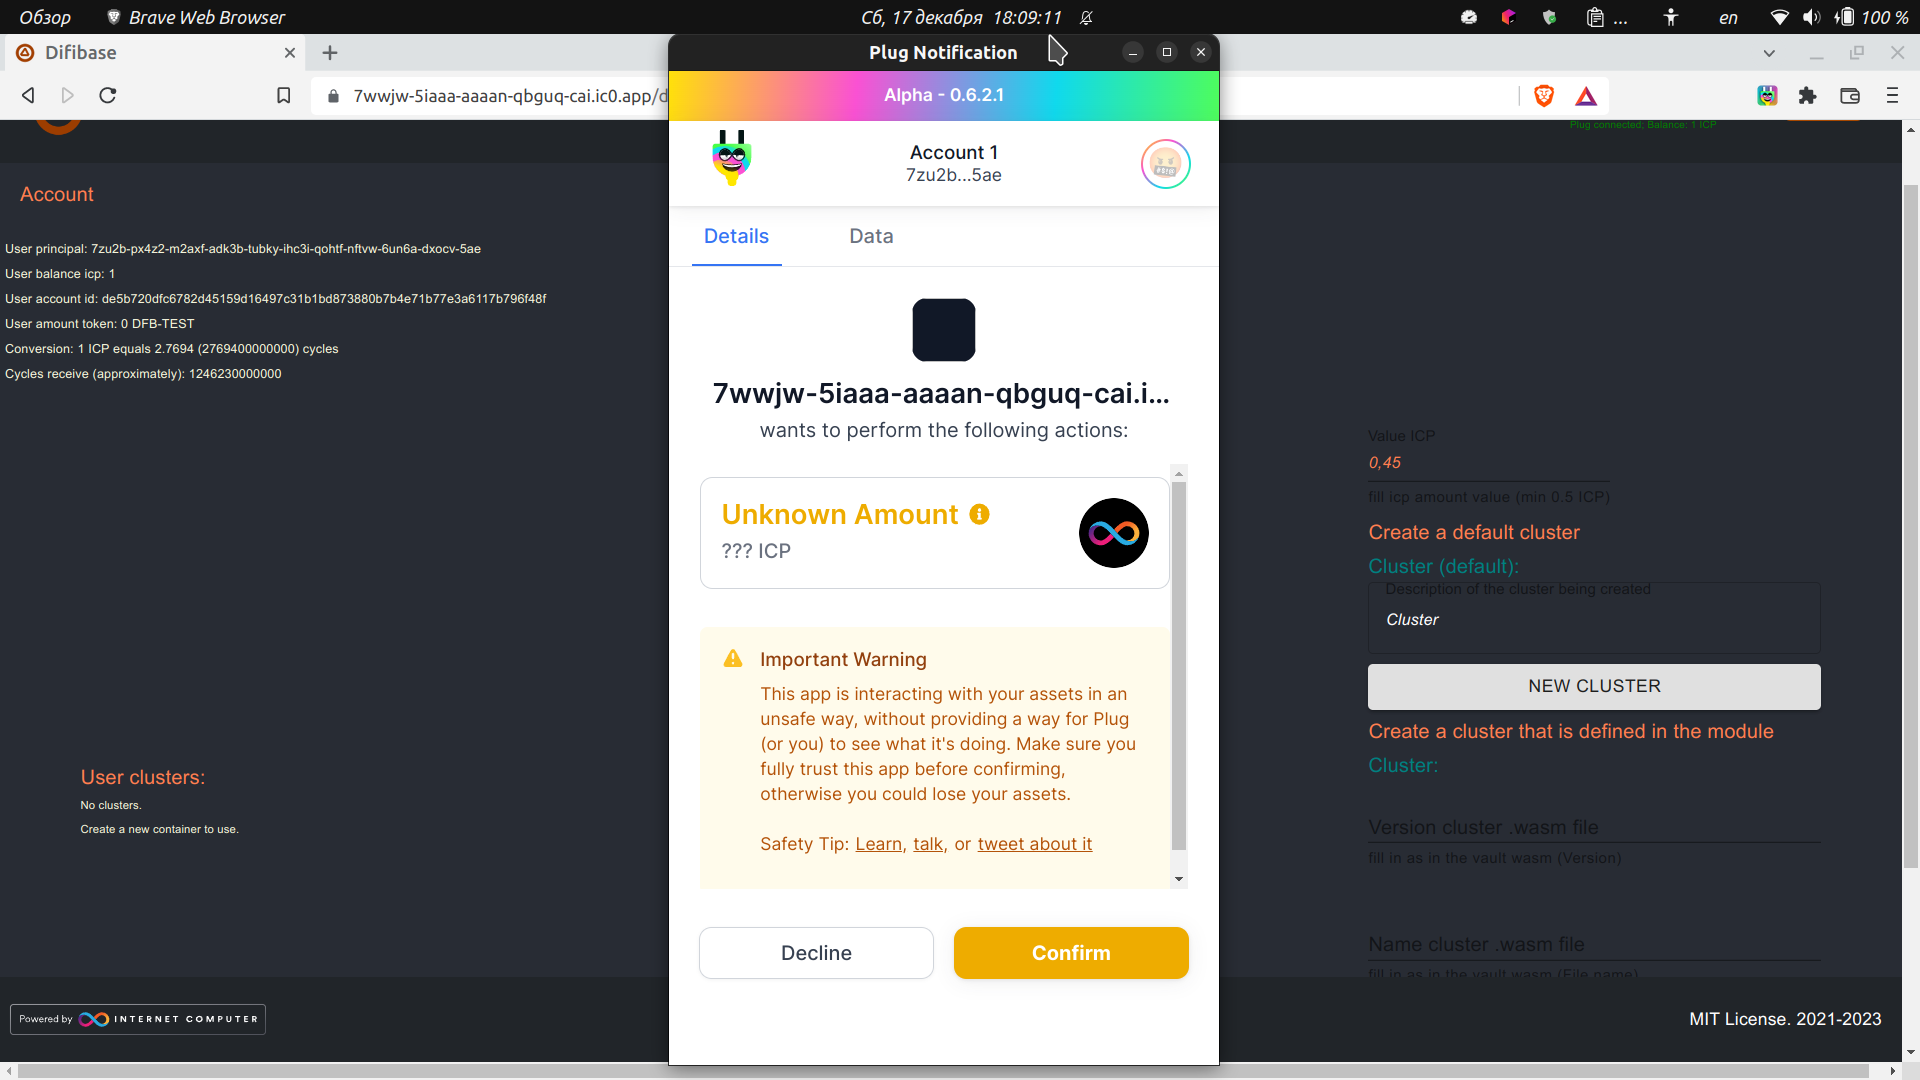 Обзор
Brave Web Browser
Сб, 17 декабря 18:09:11
...
en
100 %
Difibase
Plug Notification
7wwjw-5iaaa-aaaan-qbguq-cai.ic0.app/d
Alpha - 0.6.2.1
Plug connected; Balance: 1 ICP
Account 1
7zu2b...5ae
Account
Details
Data
User principal: 7zu2b-px4z2-m2axf-adk3b-tubky-ihc3i-qohtf-nftvw-6un6a-dxocv-5ae
User balance icp: 1
User account id: de5b720dfc6782d45159d16497c31b1bd873880b7b4e71b77e3a6117b796f48f
User amount token: 0 DFB-TEST
Conversion: 1 ICP equals 2.7694 (2769400000000) cycles
Cycles receive (approximately): 1246230000000
7wwjw-5iaaa-aaaan-qbguq-cai.i...
wants to perform the following actions:
Unknown Amount
??? ICP
Important Warning
This app is interacting with your assets in an
unsafe way, without providing a way for Plug
(or you) to see what it's doing. Make sure you
fully trust this app before confirming,
otherwise you could lose your assets.
Safety Tip: Learn, talk, or tweet about it
Decline
Confirm
Value ICP
0,45
fill icp amount value (min 0.5 ICP)
Create a default cluster
Cluster (default):
Description of the cluster being created
Cluster
NEW CLUSTER
Create a cluster that is defined in the module
Cluster:
Version cluster .wasm file
fill in as in the vault wasm (Version)
Name cluster .wasm file
fill in as in the vault wasm (File name)
User clusters:
No clusters.
Create a new container to use.
Powered by INTERNET COMPUTER
MIT License. 2021-2023